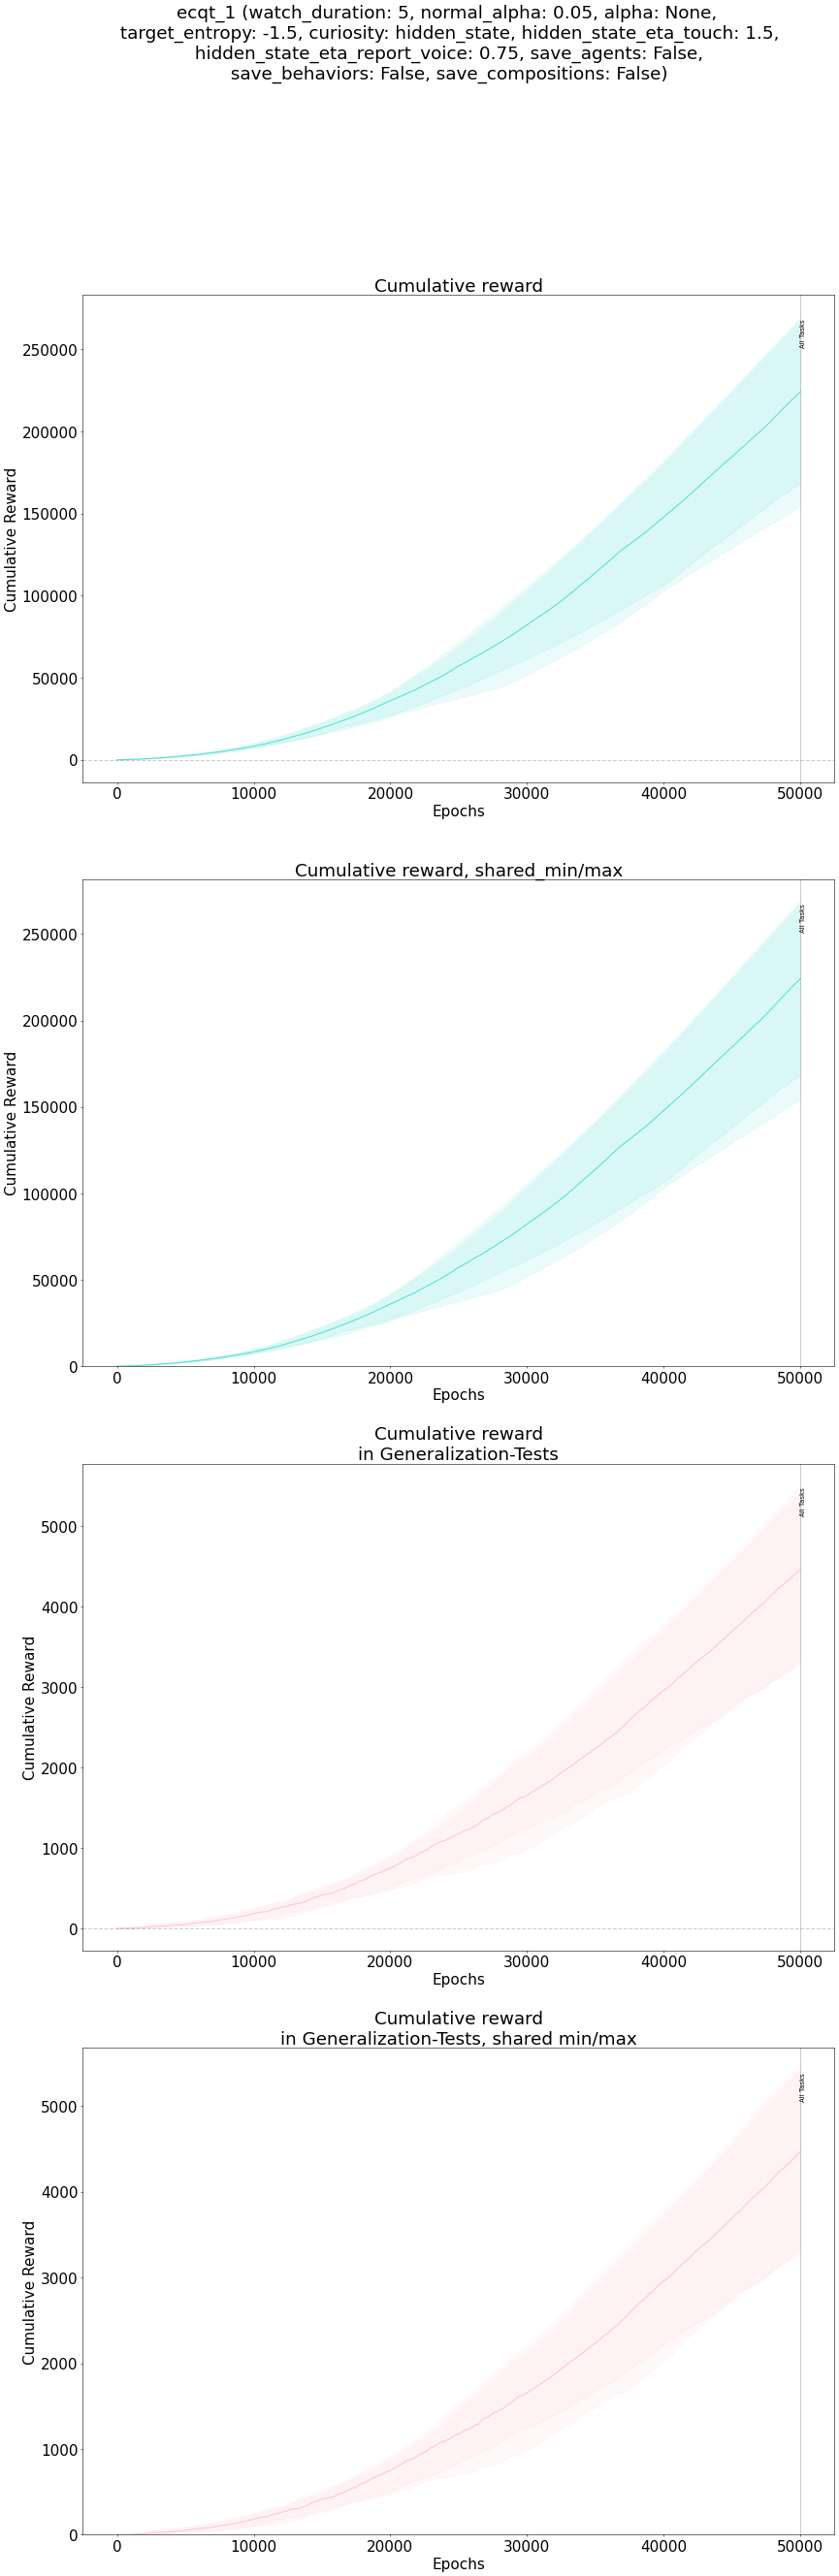 ecqt_1 (watch_duration: 5, normal_alpha: 0.05, alpha: None,
target_entropy: -1.5, curiosity: hidden_state, hidden_state_eta_touch: 1.5,
hidden_state_eta_report_voice: 0.75, save_agents: False,
save_behaviors: False, save_compositions: False)
Cumulative reward
All Tasks
250000
200000
150000
100000
50000
0
Cumulative Reward
0 10000 20000 30000 40000 50000
Epochs
Cumulative reward, shared_min/max
All Tasks
250000
200000
150000
100000
50000
0
Cumulative Reward
0 10000 20000 30000 40000 50000
Epochs
Cumulative reward
in Generalization-Tests
All Tasks
5000
4000
3000
2000
1000
0
Cumulative Reward
0 10000 20000 30000 40000 50000
Epochs
Cumulative reward
in Generalization-Tests, shared min/max
All Tasks
5000
4000
3000
2000
1000
0
Cumulative Reward
0 10000 20000 30000 40000 50000
Epochs